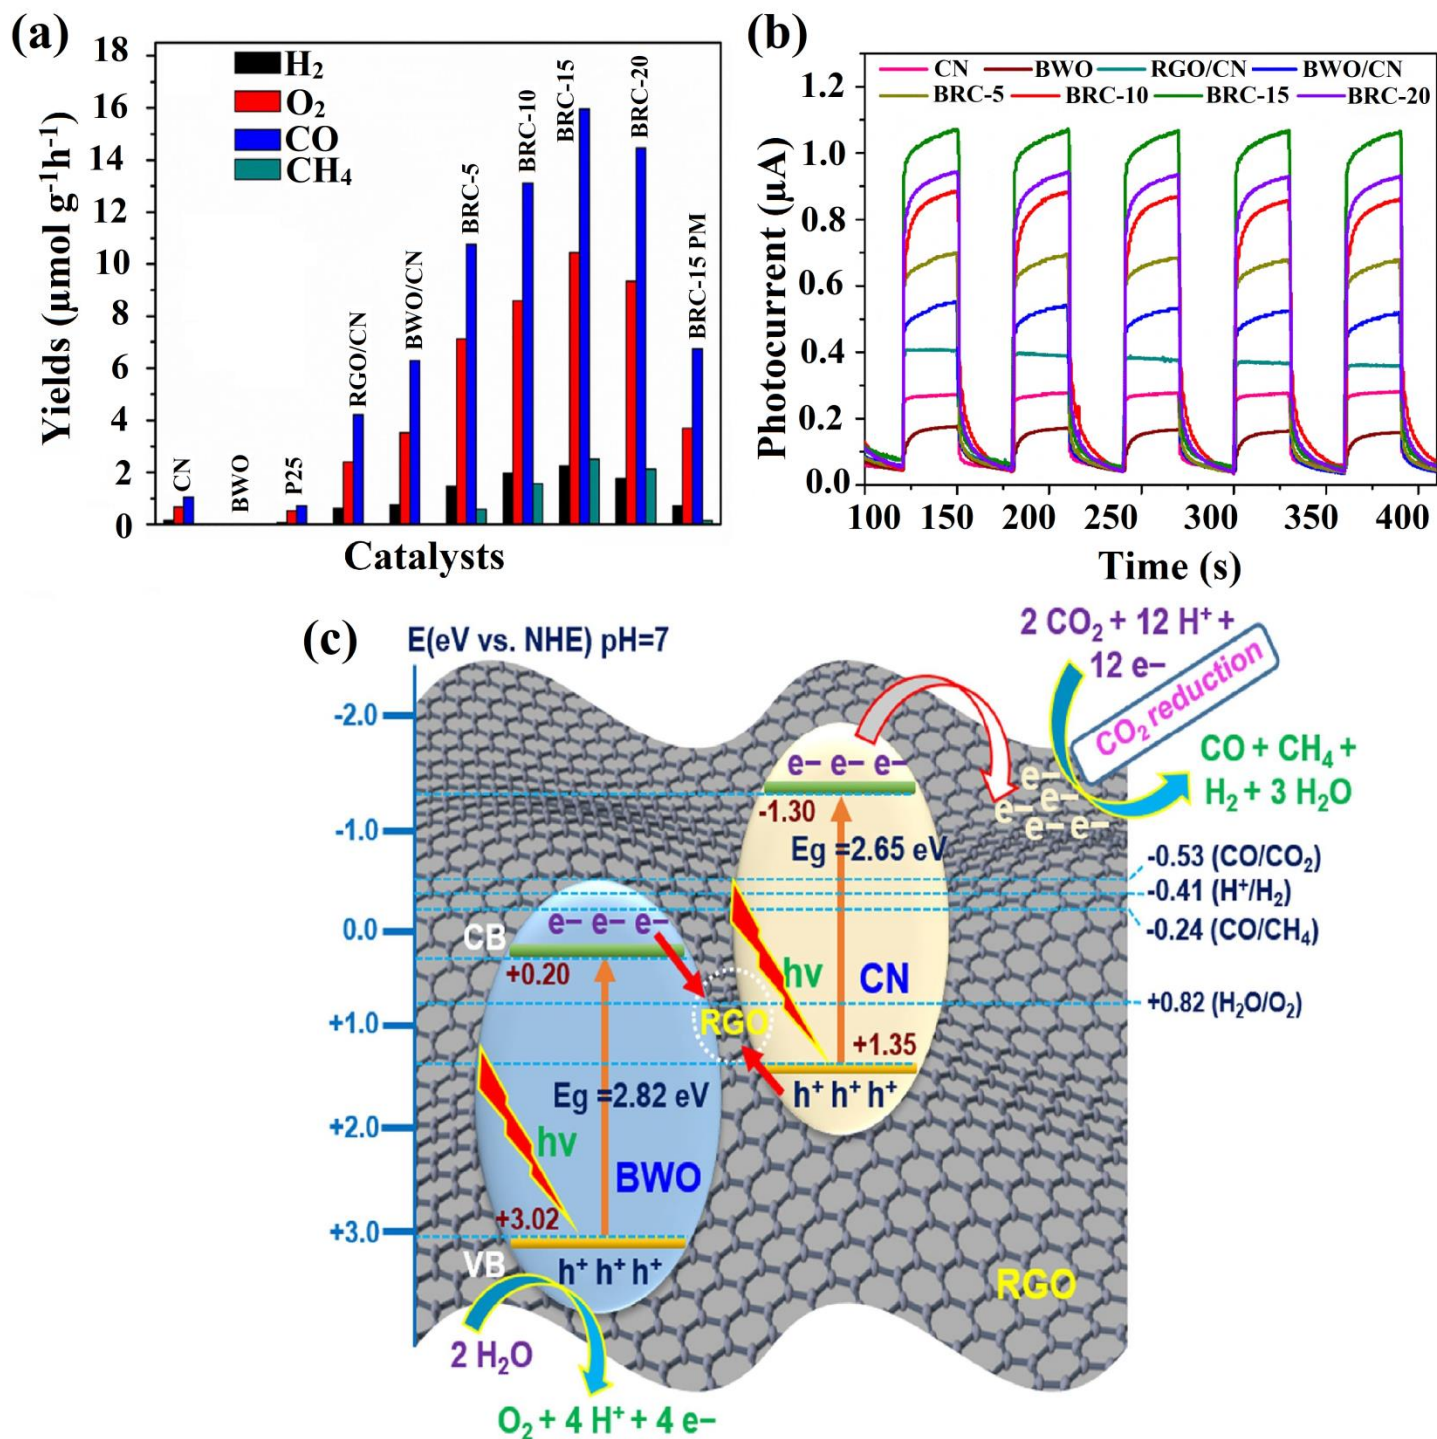 (a)
Yields (μmol g⁻¹h⁻¹)
18
16
14
12
10
8
6
4
2
0
H₂
O₂
CO
CH₄
CN
BWO
P25
RGO/CN
BWO/CN
BRC-5
BRC-10
BRC-15
BRC-20
BRC-15 PM
Catalysts
(b)
Photocurrent (μA)
1.2
1.0
0.8
0.6
0.4
0.2
0.0
CN BWO RGO/CN BWO/CN
BRC-5 BRC-10 BRC-15 BRC-20
100 150 200 250 300 350 400
Time (s)
(c)
E(eV vs. NHE) pH=7
-2.0
-1.0
0.0
+1.0
+2.0
+3.0
2 CO₂ + 12 H⁺ +
12 e−
CO₂ reduction
CO + CH₄ +
H₂ + 3 H₂O
e− e− e−
-1.30
Eg =2.65 eV
hv
CN
+1.35
h⁺ h⁺ h⁺
e−
e− e−
e− e−
-0.53 (CO/CO₂)
-0.41 (H⁺/H₂)
-0.24 (CO/CH₄)
+0.82 (H₂O/O₂)
CB
e− e− e−
+0.20
RGO
Eg =2.82 eV
hv
BWO
+3.02
VB
h⁺ h⁺ h⁺
RGO
2 H₂O
O₂ + 4 H⁺ + 4 e−